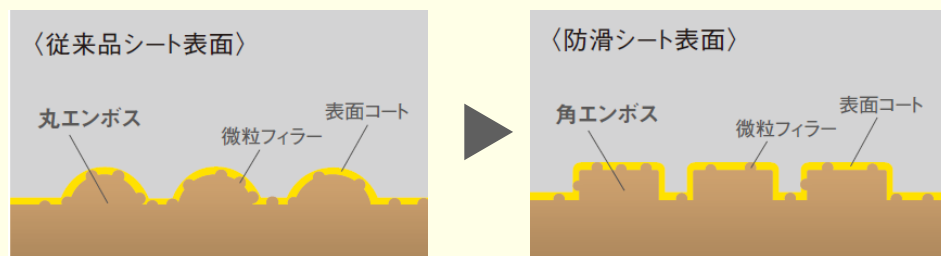 〈従来品シート表面〉
丸エンボス
微粒フィラー
表面コート
〈防滑シート表面〉
角エンボス
微粒フィラー
表面コート